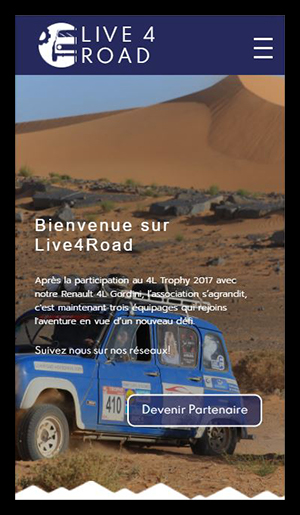 LIVE 4
ROAD
Bienvenue sur
Live4Road
Après la participation au 4L Trophy 2017 avec
notre Renault 4L Gordini, l'association s'agrandit,
c'est maintenant trois équipages qui rejoins
l'aventure en vue d'un nouveau défi.
Suivez nous sur nos réseaux!
410
Devenir Partenaire